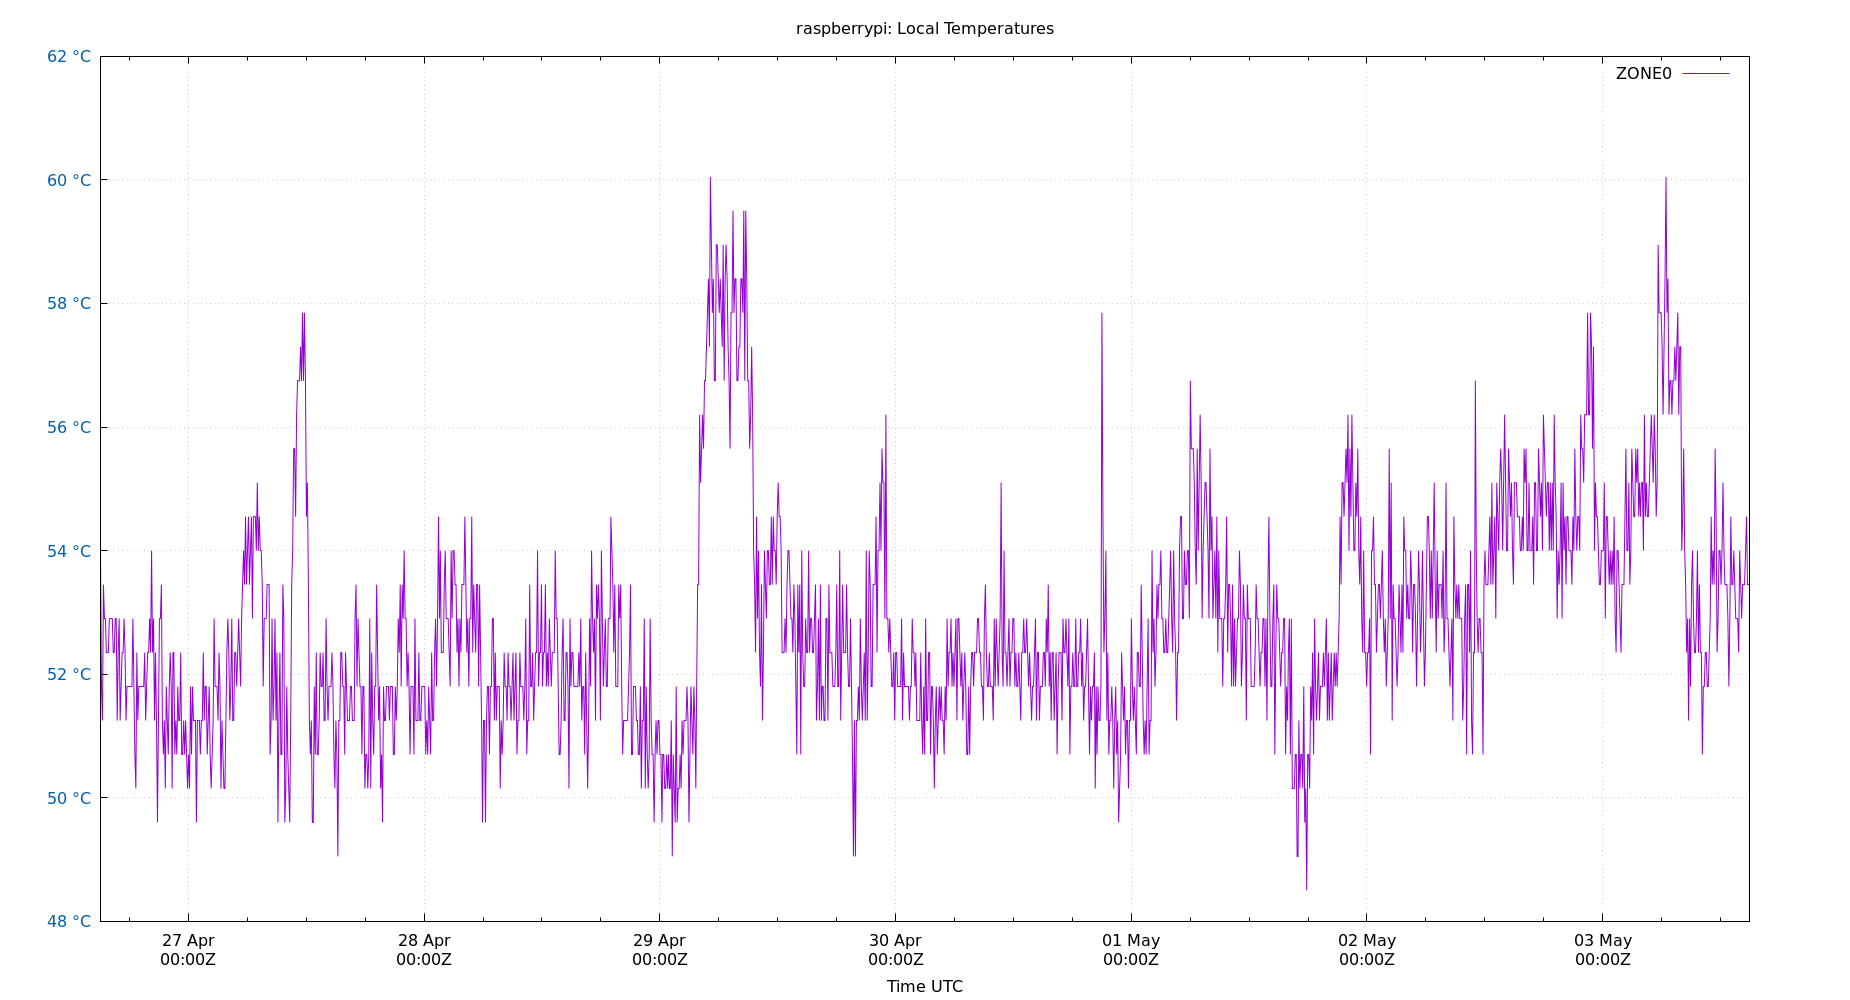 raspberrypi: Local Temperatures
62 °C
ZONE0
60 °C
58 °C
56 °C
54 °C
52 °C
50 °C
48 °C
27 Apr 28 Apr 29 Apr 30 Apr 01 May 02 May 03 May
00:00Z 00:00Z 00:00Z 00:00Z 00:00Z 00:00Z 00:00Z
Time UTC